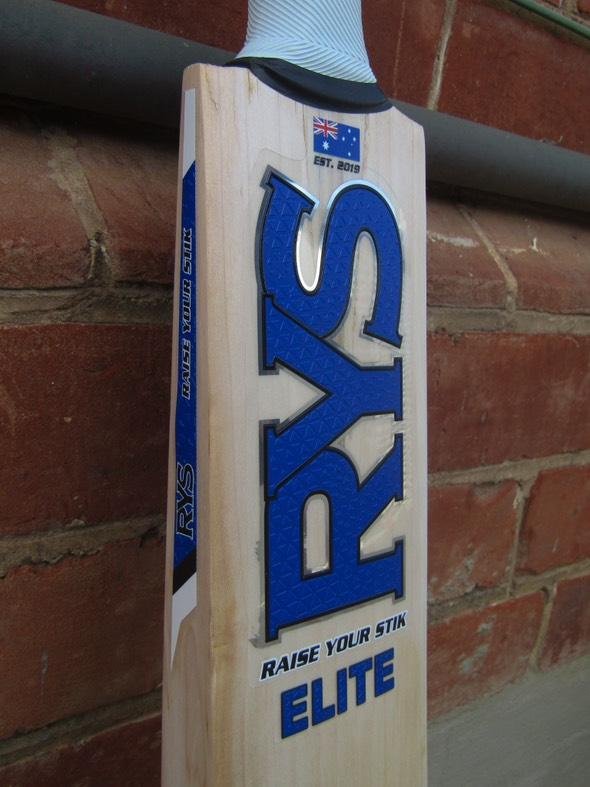 EST. 2019
RYS
RAISE YOUR STIK
ELITE
RYS RAISE YOUR STIK